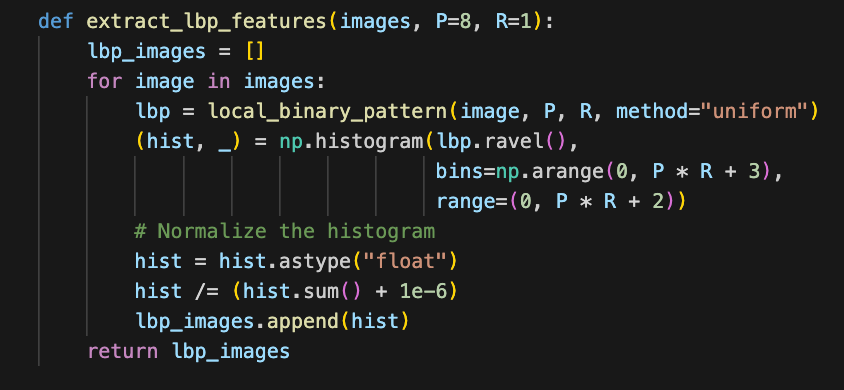 def extract_lbp_features(images, P=8, R=1):
    lbp_images = []
    for image in images:
        lbp = local_binary_pattern(image, P, R, method="uniform")
        (hist, _) = np.histogram(lbp.ravel(),
                                 bins=np.arange(0, P * R + 3),
                                 range=(0, P * R + 2))
        # Normalize the histogram
        hist = hist.astype("float")
        hist /= (hist.sum() + 1e-6)
        lbp_images.append(hist)
    return lbp_images